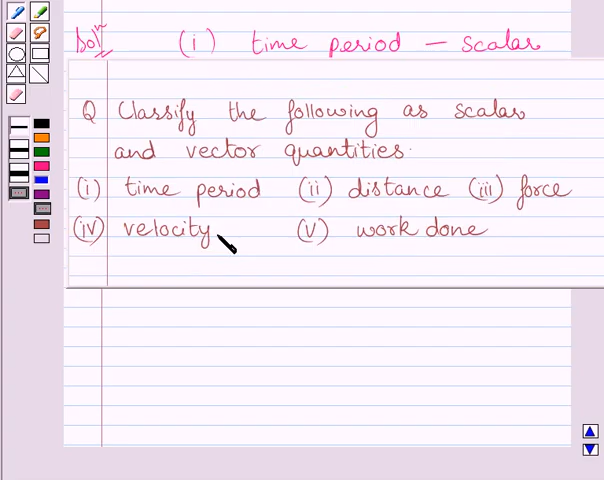 Solⁿ (i) time period – scalar
Q Classify the following as scalar
and vector quantities.
(i) time period (ii) distance (iii) force
(iv) velocity (v) work done